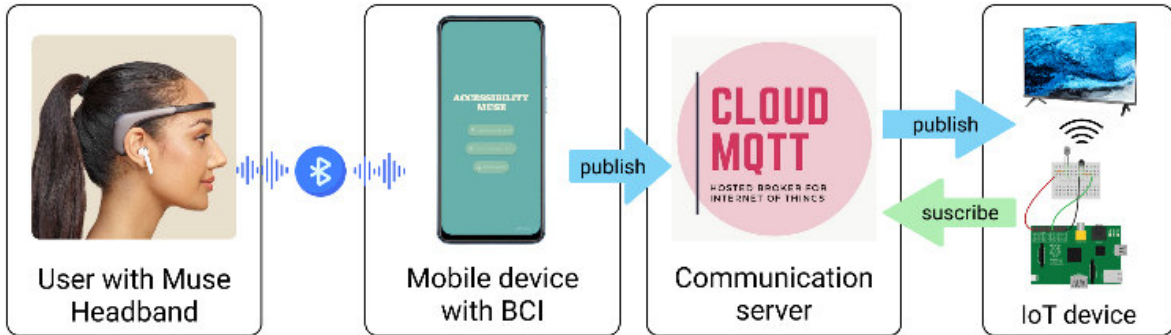 ACCESSIBILITY
MUSE
CLOUD
MQTT
HOSTED BROKER FOR
INTERNET OF THINGS
publish
publish
suscribe
User with Muse
Headband
Mobile device
with BCI
Communication
server
IoT device